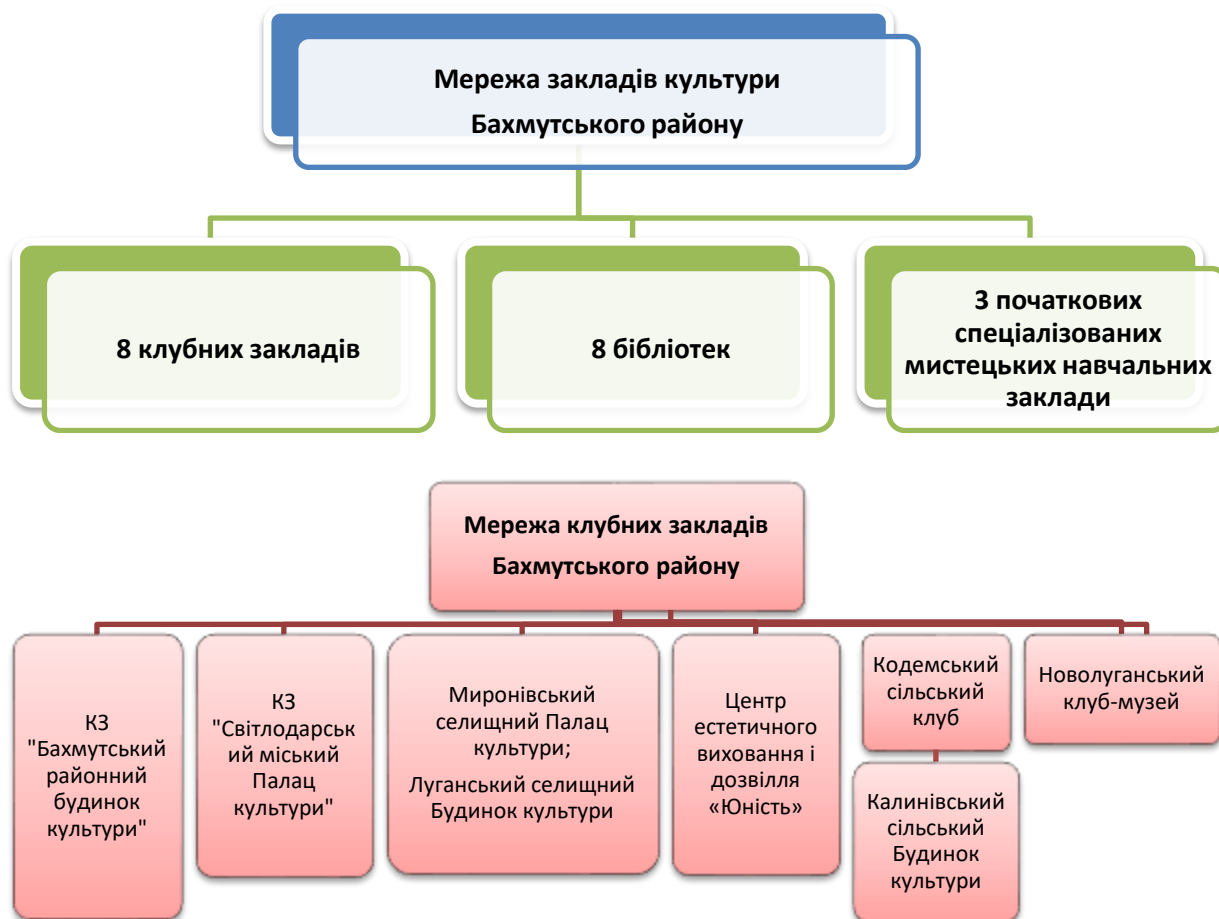 Мережа закладів культури
Бахмутського району
8 клубних закладів
8 бібліотек
3 початкових
спеціалізованих
мистецьких навчальних
заклади
Мережа клубних закладів
Бахмутського району
КЗ
"Бахмутський
районний
будинок
культури"
КЗ
"Світлодарськ
ий міський
Палац
культури"
Миронівський
селищний Палац
культури;
Луганський селищний
Будинок культури
Центр
естетичного
виховання і
дозвілля
«Юність»
Кодемський
сільський
клуб
Калинівський
сільський
Будинок
культури
Новолуганський
клуб-музей